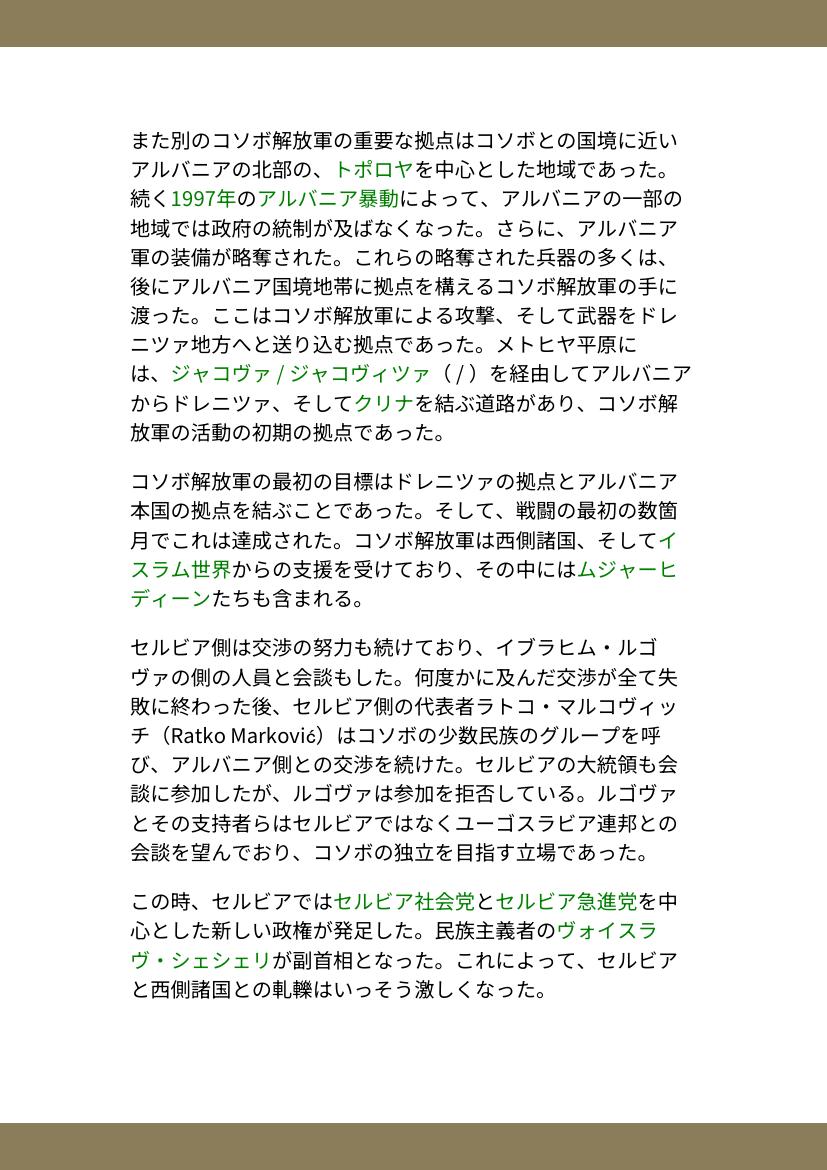 また別のコソボ解放軍の重要な拠点はコソボとの国境に近い
アルバニアの北部の、トポロヤを中心とした地域であった。
続く1997年のアルバニア暴動によって、アルバニアの一部の
地域では政府の統制が及ばなくなった。さらに、アルバニア
軍の装備が略奪された。これらの略奪された兵器の多くは、
後にアルバニア国境地帯に拠点を構えるコソボ解放軍の手に
渡った。ここはコソボ解放軍による攻撃、そして武器をドレ
ニツァ地方へと送り込む拠点であった。メトヒヤ平原に
は、ジャコヴァ / ジャコヴィツァ（ / ）を経由してアルバニア
からドレニツァ、そしてクリナを結ぶ道路があり、コソボ解
放軍の活動の初期の拠点であった。
コソボ解放軍の最初の目標はドレニツァの拠点とアルバニア
本国の拠点を結ぶことであった。そして、戦闘の最初の数箇
月でこれは達成された。コソボ解放軍は西側諸国、そしてイ
スラム世界からの支援を受けており、その中にはムジャーヒ
ディーンたちも含まれる。
セルビア側は交渉の努力も続けており、イブラヒム・ルゴ
ヴァの側の人員と会談もした。何度かに及んだ交渉が全て失
敗に終わった後、セルビア側の代表者ラトコ・マルコヴィッ
チ（Ratko Marković）はコソボの少数民族のグループを呼
び、アルバニア側との交渉を続けた。セルビアの大統領も会
談に参加したが、ルゴヴァは参加を拒否している。ルゴヴァ
とその支持者らはセルビアではなくユーゴスラビア連邦との
会談を望んでおり、コソボの独立を目指す立場であった。
この時、セルビアではセルビア社会党とセルビア急進党を中
心とした新しい政権が発足した。民族主義者のヴォイスラ
ヴ・シェシェリが副首相となった。これによって、セルビア
と西側諸国との軋轢はいっそう激しくなった。